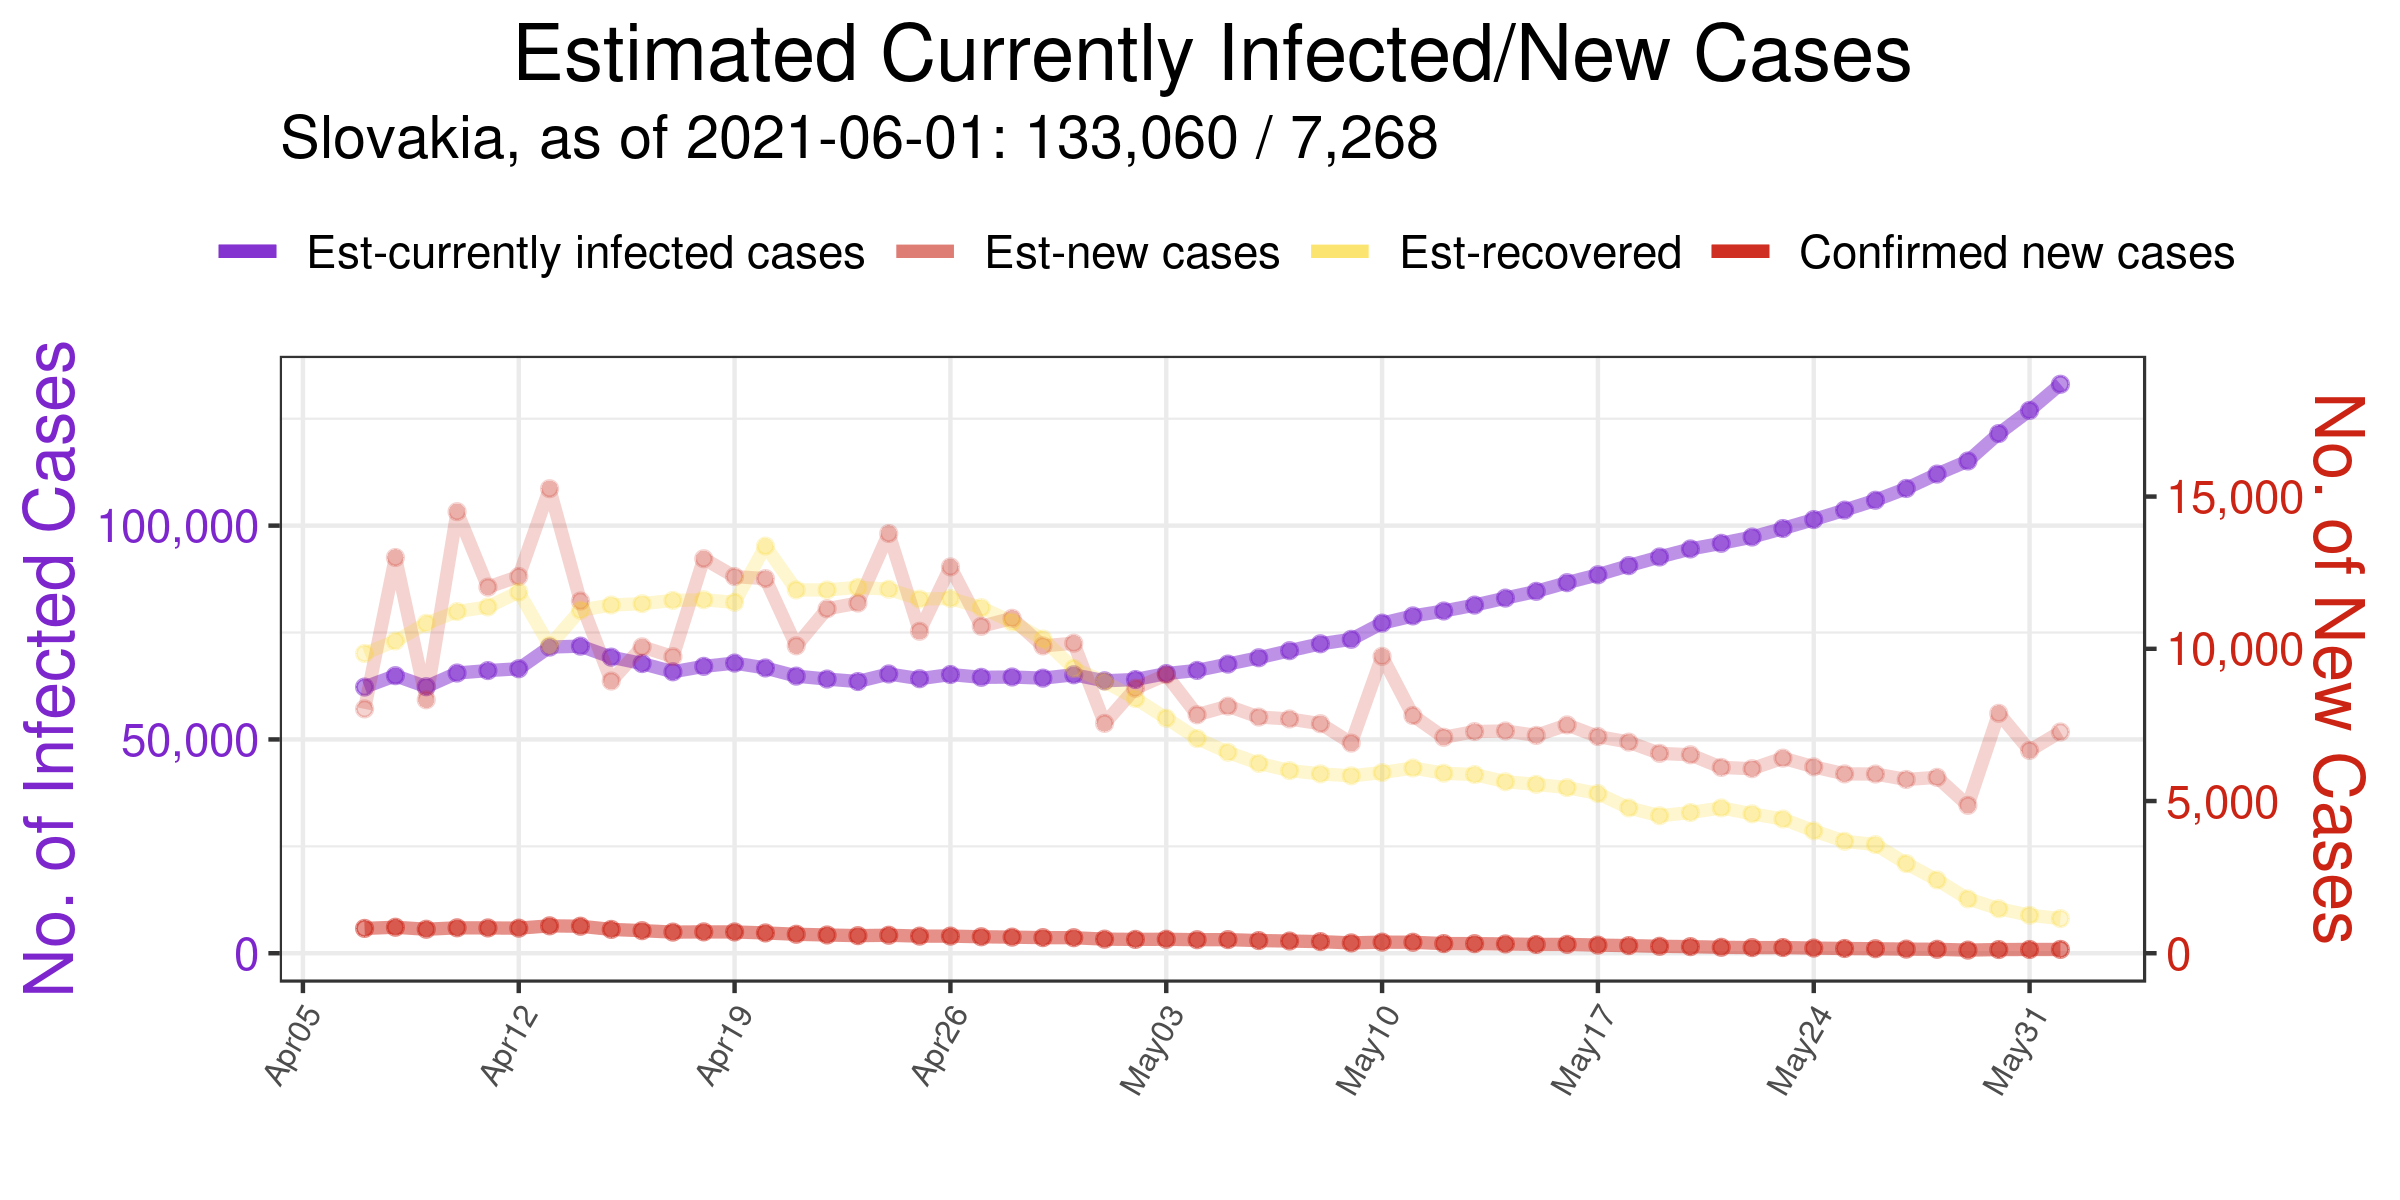 Estimated Currently Infected/New Cases
Slovakia, as of 2021-06-01: 133,060 / 7,268
Est-currently infected cases Est-new cases Est-recovered Confirmed new cases
No. of Infected Cases
100,000
50,000
0
15,000
10,000
5,000
0
No. of New Cases
Apr05 Apr12 Apr19 Apr26 May03 May10 May17 May24 May31